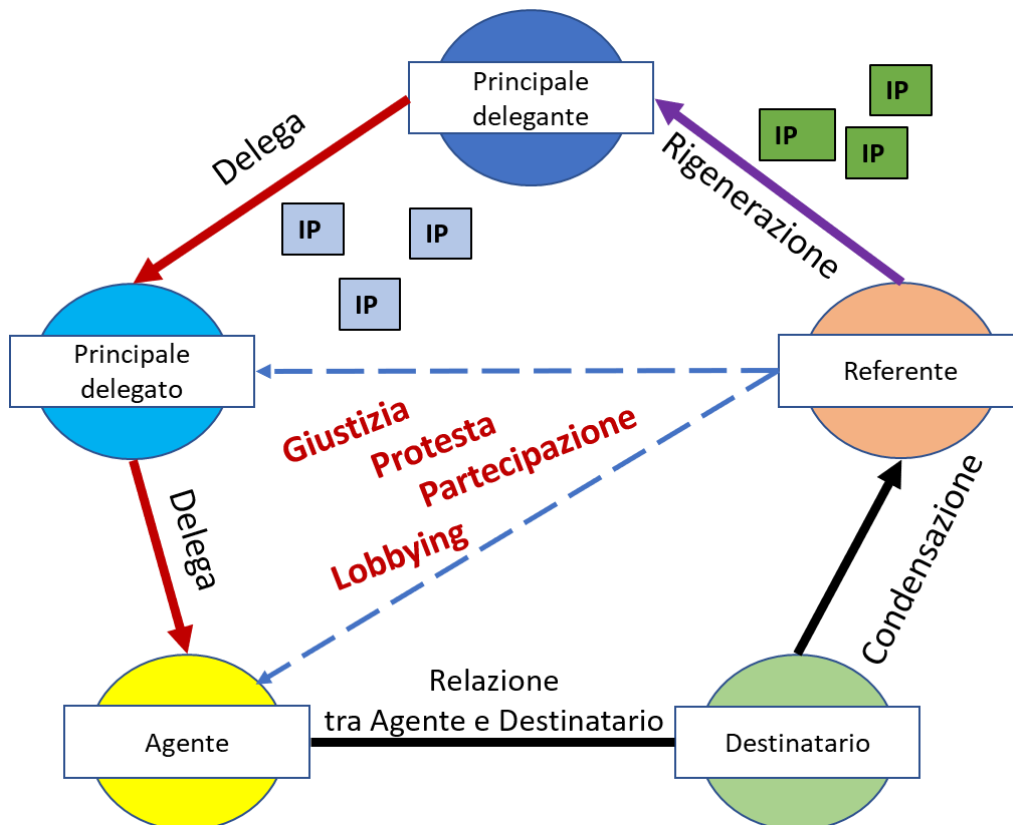 Principale
delegante
IP
IP
IP
Delega
Rigenerazione
IP
IP
IP
Principale
delegato
Referente
Giustizia
Protesta
Partecipazione
Lobbying
Delega
Condensazione
Relazione
tra Agente e Destinatario
Agente
Destinatario